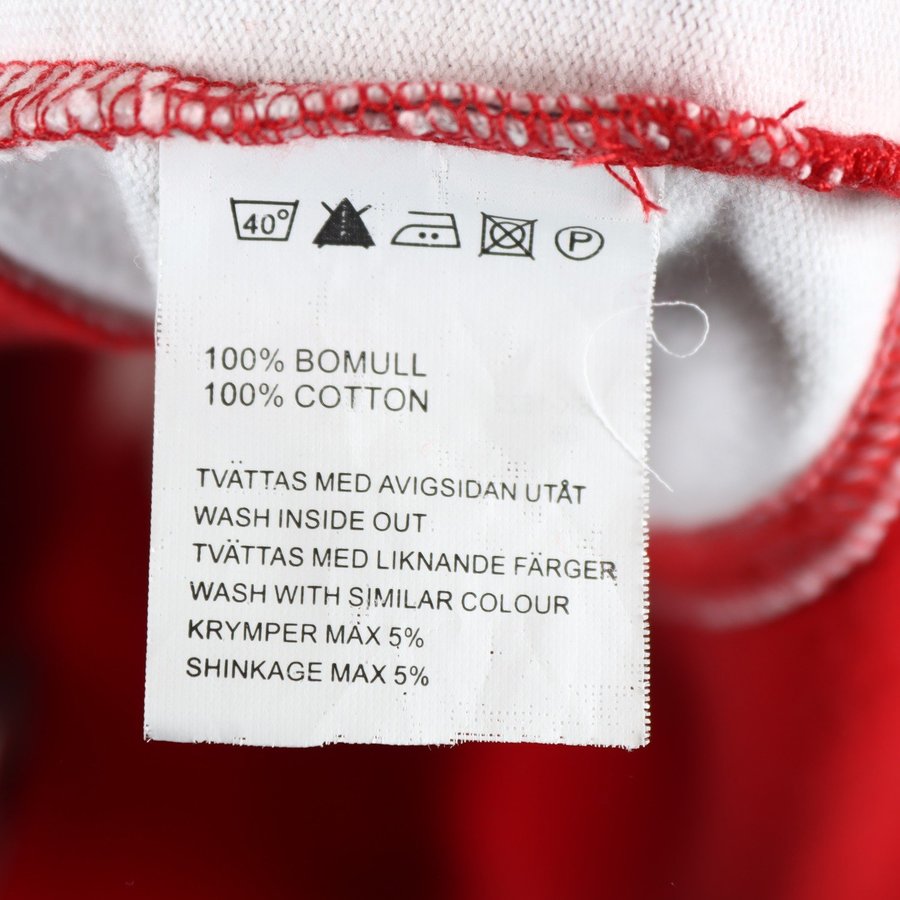 40°
P
100% BOMULL
100% COTTON
TVÄTTAS MED AVIGSIDAN UTÅT
WASH INSIDE OUT
TVÄTTAS MED LIKNANDE FÄRGER
WASH WITH SIMILAR COLOUR
KRYMPER MAX 5%
SHINKAGE MAX 5%